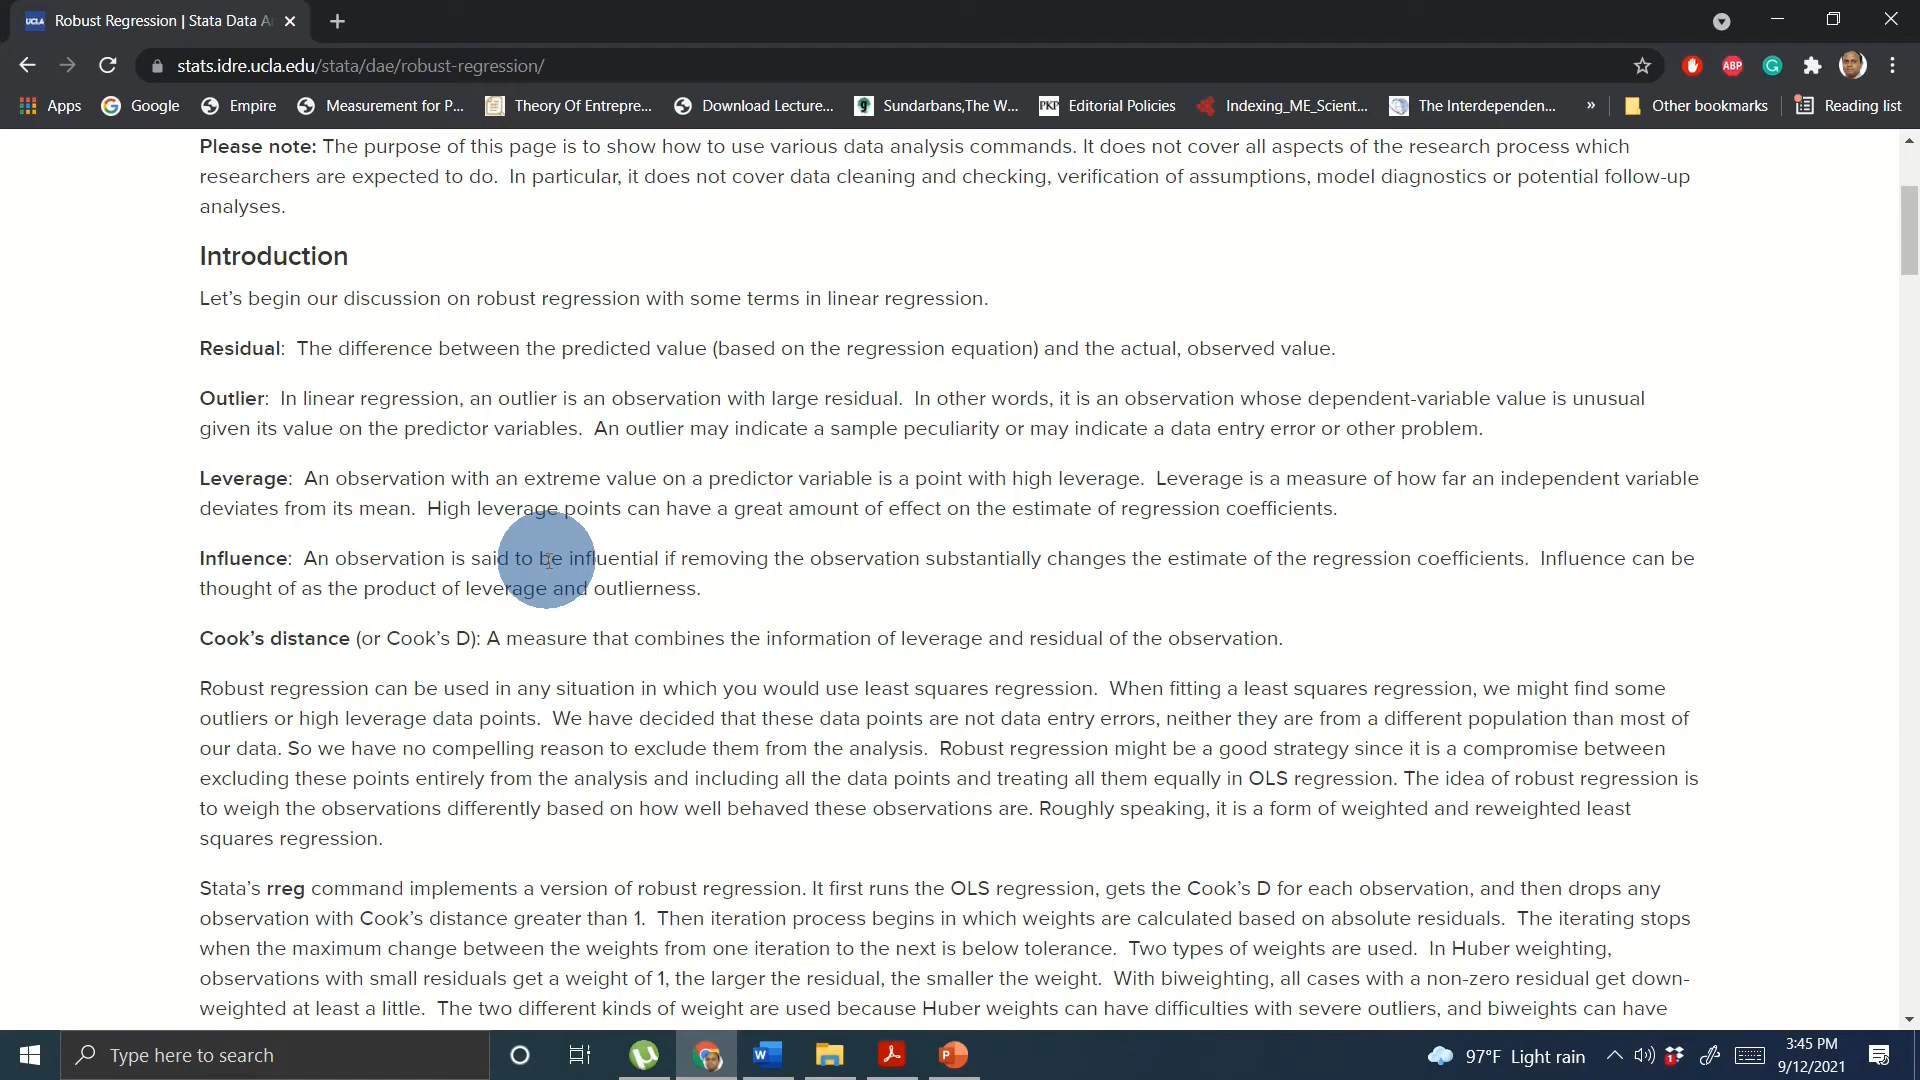 Robust Regression | Stata Data A
stats.idre.ucla.edu/stata/dae/robust-regression/
Apps Google Empire Measurement for P... Theory Of Entrepre... Download Lecture... Sundarbans,The W... PKP Editorial Policies Indexing_ME_Scient... The Interdependen... » Other bookmarks Reading list
Please note: The purpose of this page is to show how to use various data analysis commands. It does not cover all aspects of the research process which
researchers are expected to do. In particular, it does not cover data cleaning and checking, verification of assumptions, model diagnostics or potential follow-up
analyses.
Introduction
Let's begin our discussion on robust regression with some terms in linear regression.
Residual: The difference between the predicted value (based on the regression equation) and the actual, observed value.
Outlier: In linear regression, an outlier is an observation with large residual. In other words, it is an observation whose dependent-variable value is unusual
given its value on the predictor variables. An outlier may indicate a sample peculiarity or may indicate a data entry error or other problem.
Leverage: An observation with an extreme value on a predictor variable is a point with high leverage. Leverage is a measure of how far an independent variable
deviates from its mean. High leverage points can have a great amount of effect on the estimate of regression coefficients.
Influence: An observation is said to be influential if removing the observation substantially changes the estimate of the regression coefficients. Influence can be
thought of as the product of leverage and outlierness.
Cook's distance (or Cook's D): A measure that combines the information of leverage and residual of the observation.
Robust regression can be used in any situation in which you would use least squares regression. When fitting a least squares regression, we might find some
outliers or high leverage data points. We have decided that these data points are not data entry errors, neither they are from a different population than most of
our data. So we have no compelling reason to exclude them from the analysis. Robust regression might be a good strategy since it is a compromise between
excluding these points entirely from the analysis and including all the data points and treating all them equally in OLS regression. The idea of robust regression is
to weigh the observations differently based on how well behaved these observations are. Roughly speaking, it is a form of weighted and reweighted least
squares regression.
Stata's rreg command implements a version of robust regression. It first runs the OLS regression, gets the Cook's D for each observation, and then drops any
observation with Cook's distance greater than 1. Then iteration process begins in which weights are calculated based on absolute residuals. The iterating stops
when the maximum change between the weights from one iteration to the next is below tolerance. Two types of weights are used. In Huber weighting,
observations with small residuals get a weight of 1, the larger the residual, the smaller the weight. With biweighting, all cases with a non-zero residual get down-
weighted at least a little. The two different kinds of weight are used because Huber weights can have difficulties with severe outliers, and biweights can have
Type here to search
97°F Light rain
3:45 PM
9/12/2021